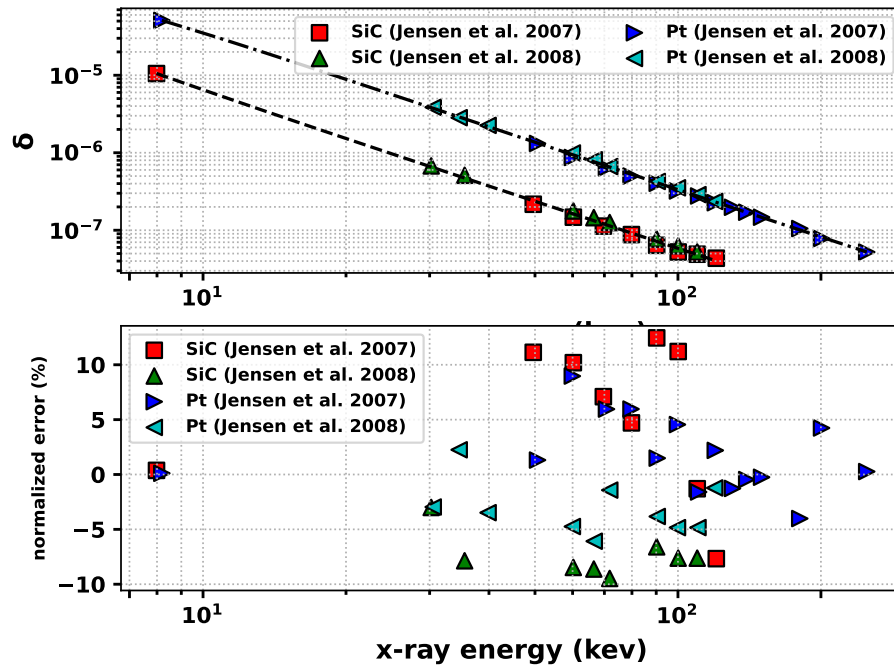 SiC (Jensen et al. 2007)
SiC (Jensen et al. 2008)
Pt (Jensen et al. 2007)
Pt (Jensen et al. 2008)
10⁻⁵
10⁻⁶
10⁻⁷
δ
10¹
10²
SiC (Jensen et al. 2007)
SiC (Jensen et al. 2008)
Pt (Jensen et al. 2007)
Pt (Jensen et al. 2008)
10
5
0
−5
−10
normalized error (%)
10¹
10²
x-ray energy (kev)